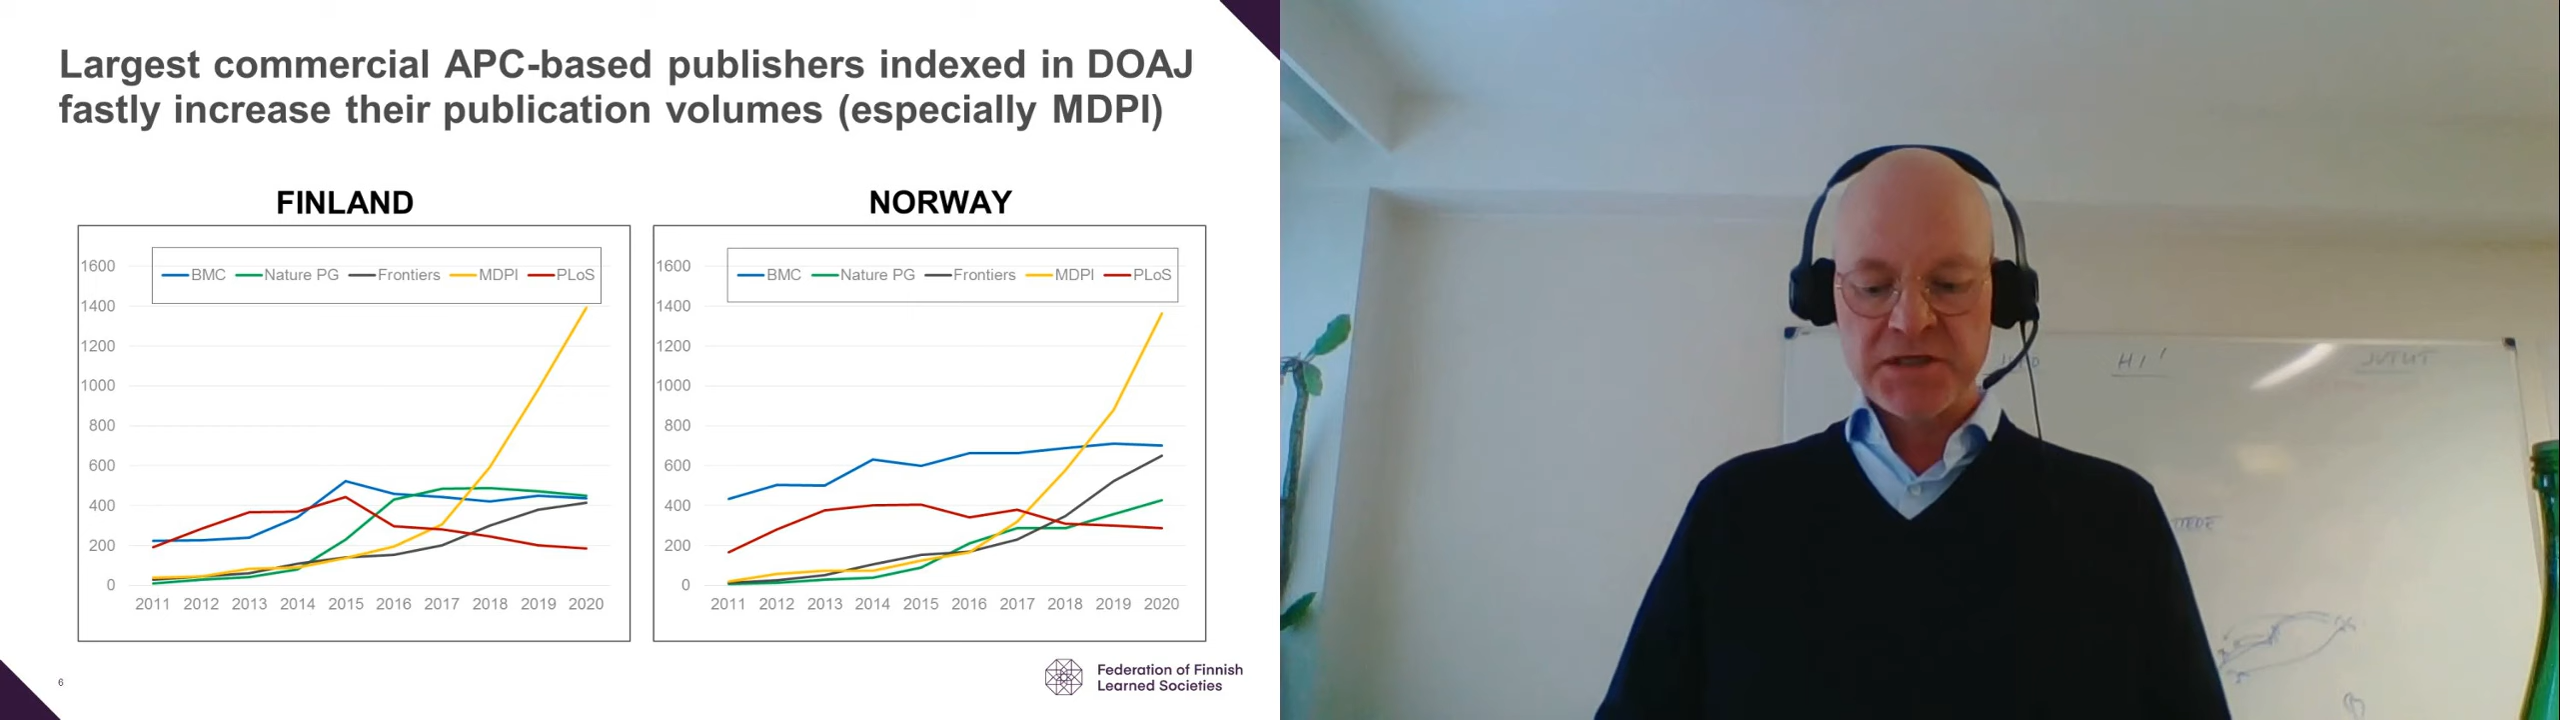 Largest commercial APC-based publishers indexed in DOAJ
fastly increase their publication volumes (especially MDPI)
FINLAND
1600
1400
1200
1000
800
600
400
200
0
BMC Nature PG Frontiers MDPI PLoS
2011 2012 2013 2014 2015 2016 2017 2018 2019 2020
NORWAY
1600
1400
1200
1000
800
600
400
200
0
BMC Nature PG Frontiers MDPI PLoS
2011 2012 2013 2014 2015 2016 2017 2018 2019 2020
6
Federation of Finnish
Learned Societies
HI'